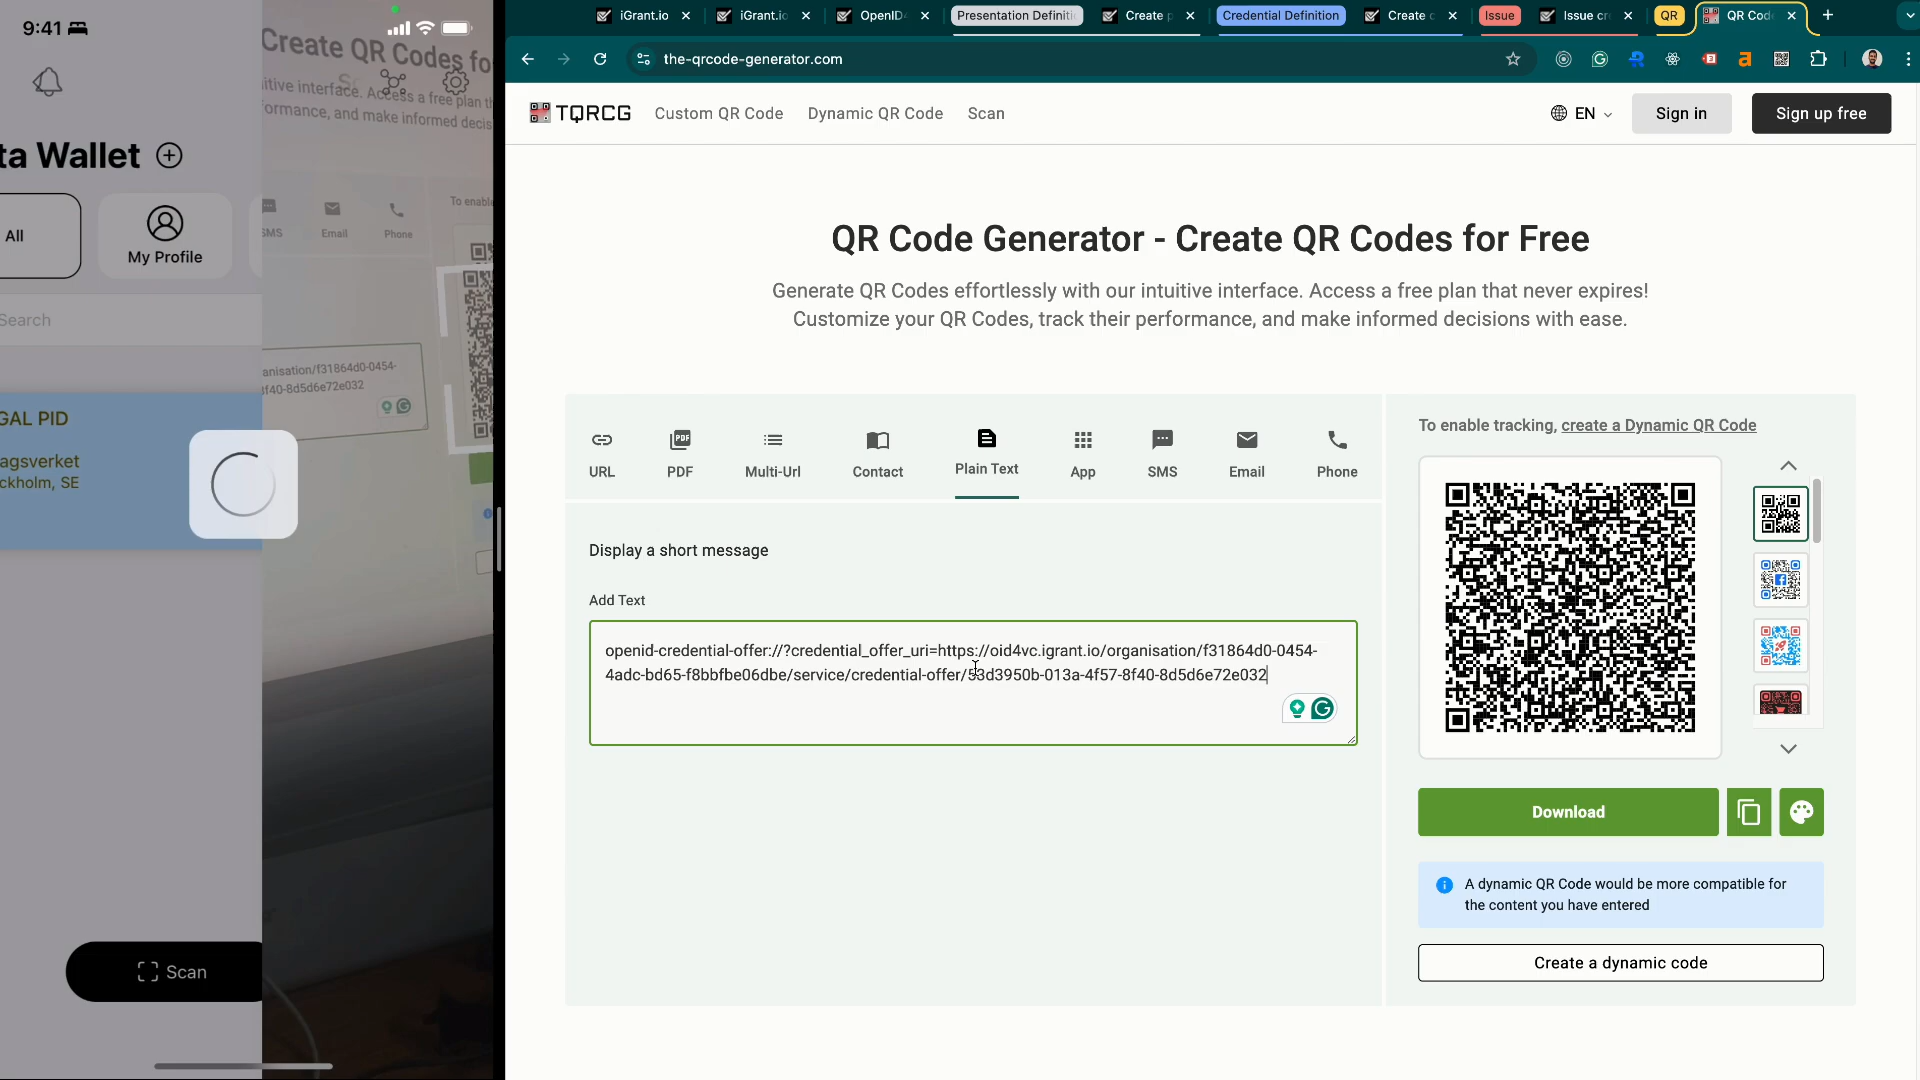 9:41
ta Wallet
All
My Profile
Search
GAL PID
agsverket
ckholm, SE
Scan
Create QR Codes fo
itive interface. Access a free plan th
formance, and make informed decis
To enable
SMS
Email
Phone
anisation/f31864d0-0454-
8f40-8d5d6e72e032
iGrant.io
iGrant.io
OpenID
Presentation Definiti
Create p
Credential Definition
Create c
Issue
Issue cr
QR
QR Cod
the-qrcode-generator.com
TQRCG
Custom QR Code
Dynamic QR Code
Scan
EN
Sign in
Sign up free
QR Code Generator - Create QR Codes for Free
Generate QR Codes effortlessly with our intuitive interface. Access a free plan that never expires!
Customize your QR Codes, track their performance, and make informed decisions with ease.
URL
PDF
Multi-Url
Contact
Plain Text
App
SMS
Email
Phone
Display a short message
Add Text
openid-credential-offer://?credential_offer_uri=https://oid4vc.igrant.io/organisation/f31864d0-0454-
4adc-bd65-f8bbfbe06dbe/service/credential-offer/53d3950b-013a-4f57-8f40-8d5d6e72e032
To enable tracking, create a Dynamic QR Code
Download
A dynamic QR Code would be more compatible for
the content you have entered
Create a dynamic code